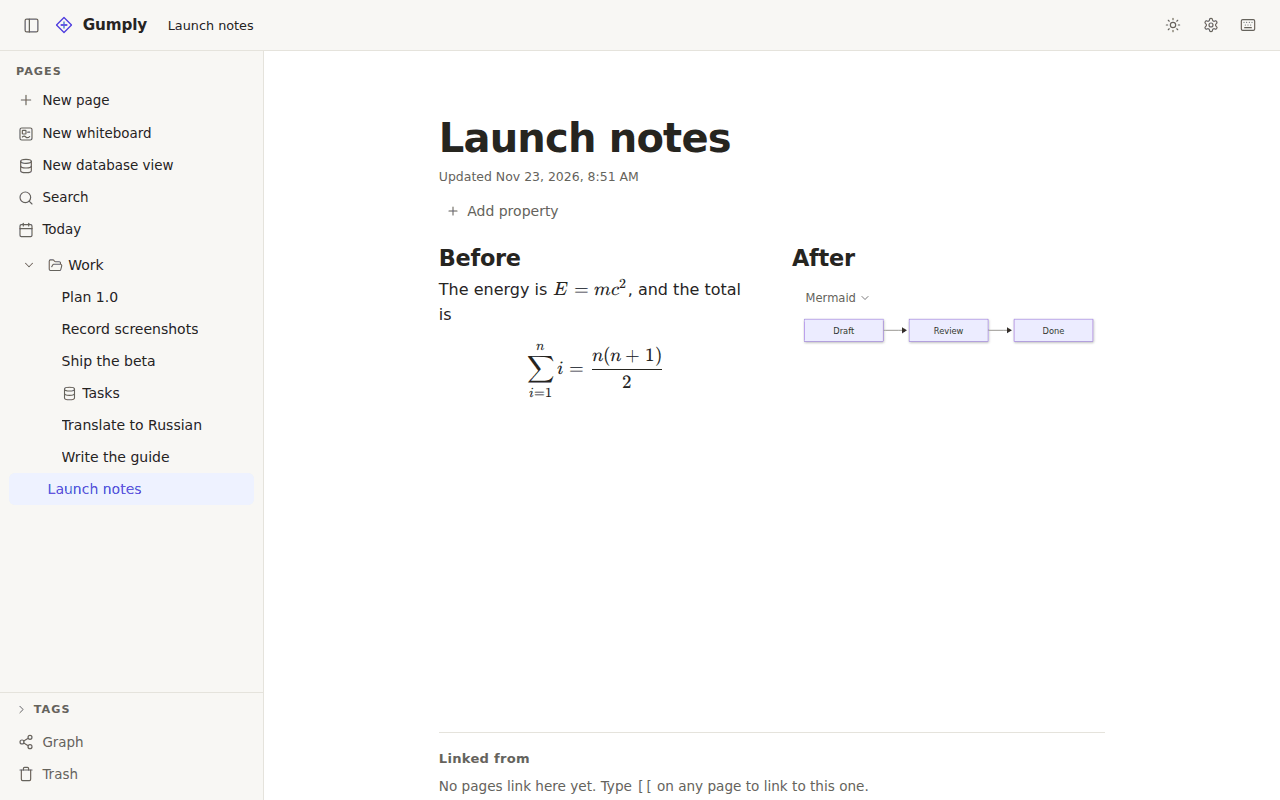 Gumply
Launch notes
PAGES
New page
New whiteboard
New database view
Search
Today
Work
Plan 1.0
Record screenshots
Ship the beta
Tasks
Translate to Russian
Write the guide
Launch notes
TAGS
Graph
Trash
Launch notes
Updated Nov 23, 2026, 8:51 AM
Add property
Before
The energy is E = mc², and the total
is
∑_{i=1}^{n} i = n(n + 1)/2
After
Mermaid
Draft
Review
Done
Linked from
No pages link here yet. Type [[ on any page to link to this one.